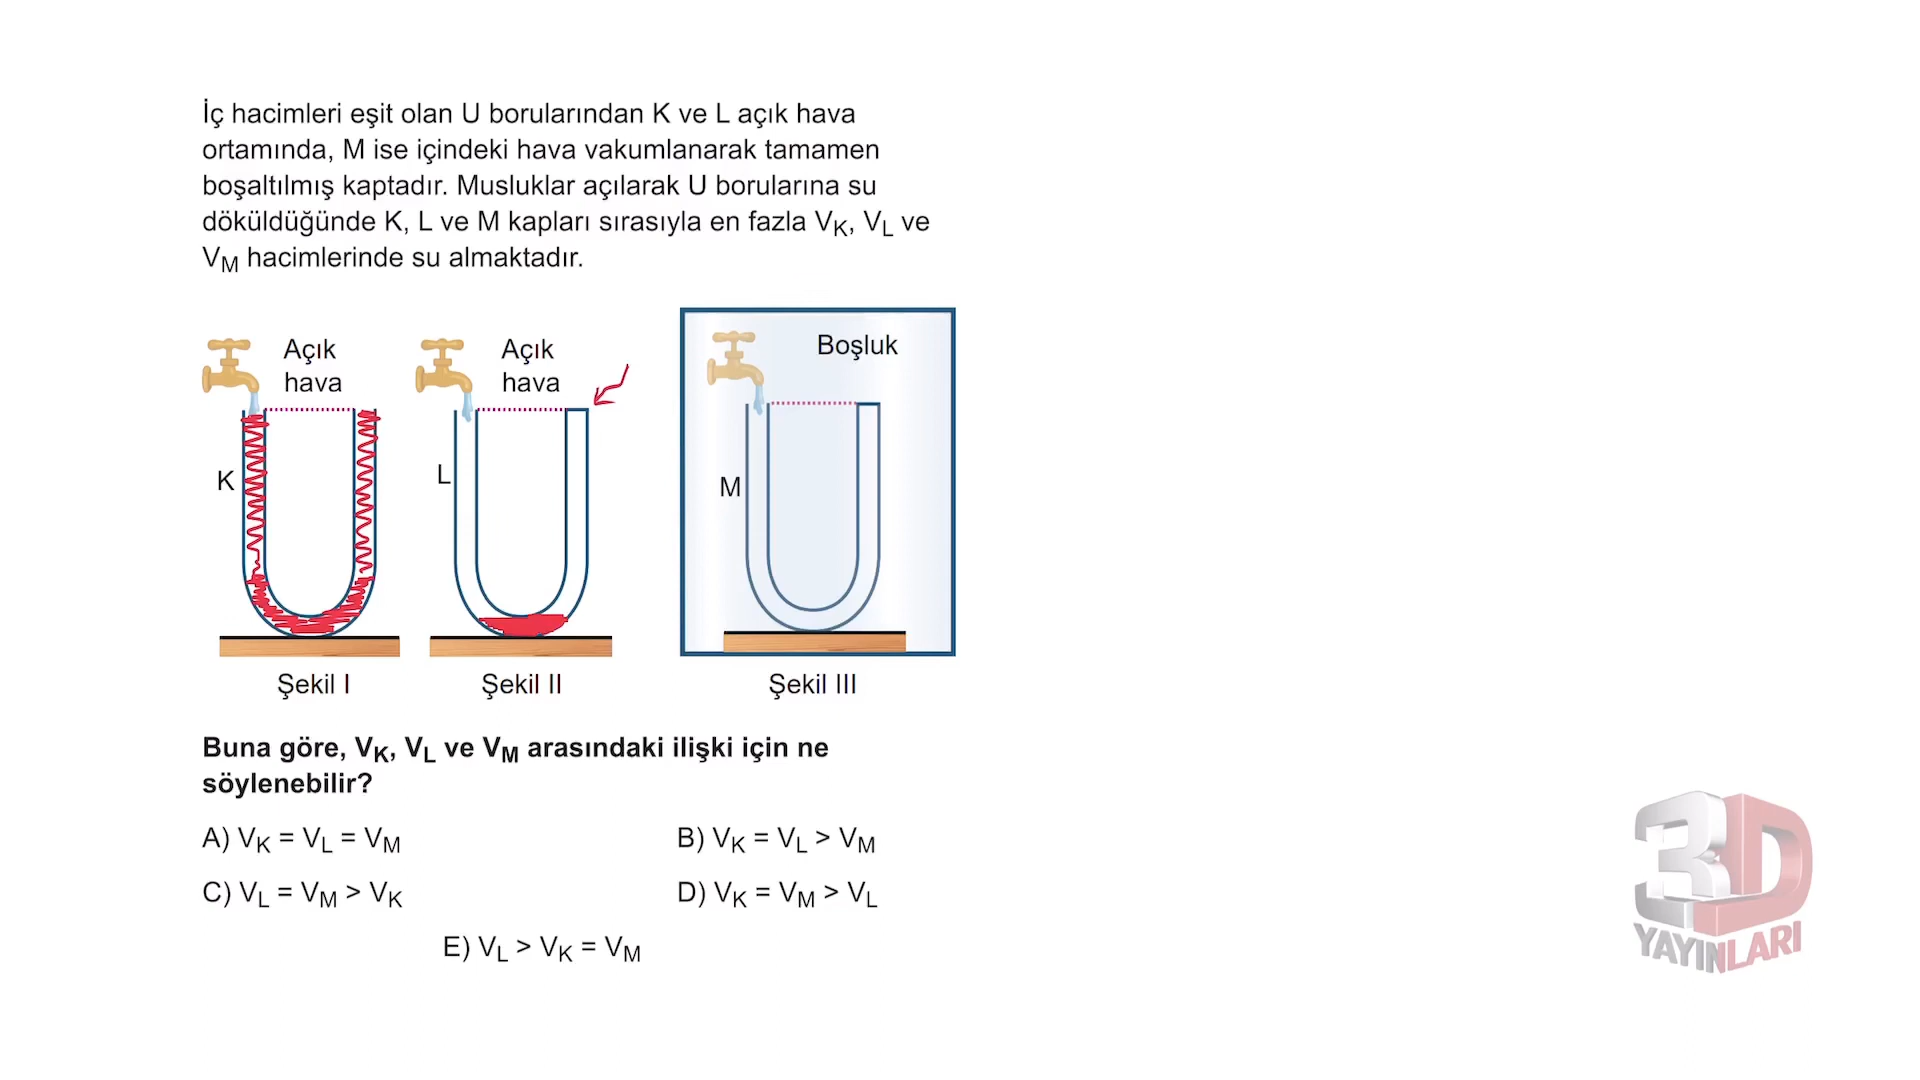 İç hacimleri eşit olan U borularından K ve L açık hava
ortamında, M ise içindeki hava vakumlanarak tamamen
boşaltılmış kaptadır. Musluklar açılarak U borularına su
döküldüğünde K, L ve M kapları sırasıyla en fazla VK, VL ve
VM hacimlerinde su almaktadır.
Açık
hava
K
Şekil I
Açık
hava
L
Şekil II
Boşluk
M
Şekil III
Buna göre, VK, VL ve VM arasındaki ilişki için ne
söylenebilir?
A) VK = VL = VM
B) VK = VL > VM
C) VL = VM > VK
D) VK = VM > VL
E) VL > VK = VM
3D
YAYINLARI